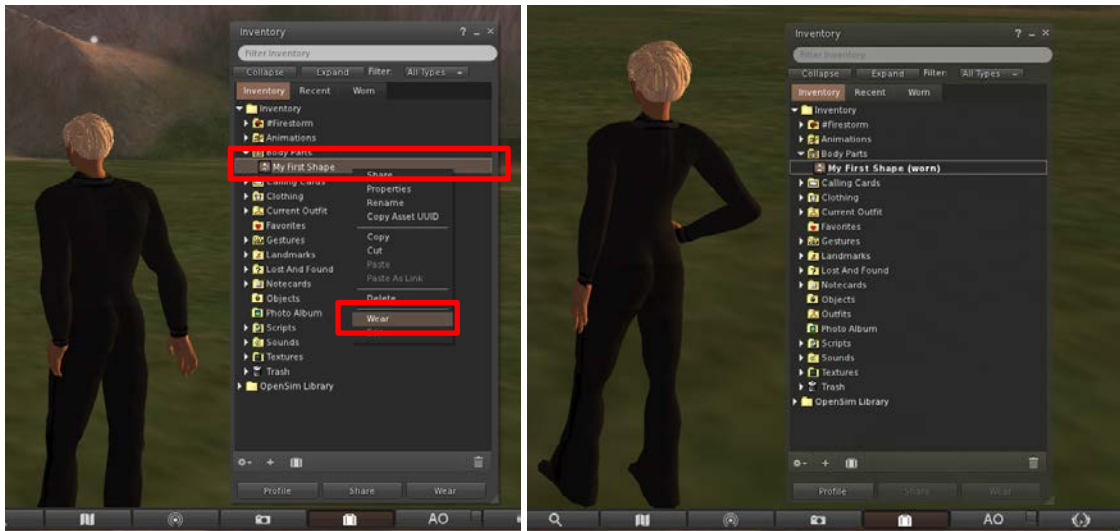 Inventory ? _ ×
Filter Inventory
Collapse Expand Filter: All Types
Inventory Recent Worn
Inventory
#Firestorm
Animations
Body Parts
My First Shape
Share
Calling Cards
Properties
Clothing
Rename
Current Outfit
Copy Asset UUID
Favorites
Gestures
Copy
Landmarks
Cut
Lost And Found
Paste
Notecards
Paste As Link
Objects
Delete
Photo Album
Wear
Scripts
Sounds
Textures
Trash
OpenSim Library
Profile Share Wear
AO
Inventory ? _ ×
Filter Inventory
Collapse Expand Filter: All Types
Inventory Recent Worn
Inventory
#Firestorm
Animations
Body Parts
My First Shape (worn)
Calling Cards
Clothing
Current Outfit
Favorites
Gestures
Landmarks
Lost And Found
Notecards
Objects
Outfits
Photo Album
Scripts
Sounds
Textures
Trash
OpenSim Library
Profile Share Wear
AO